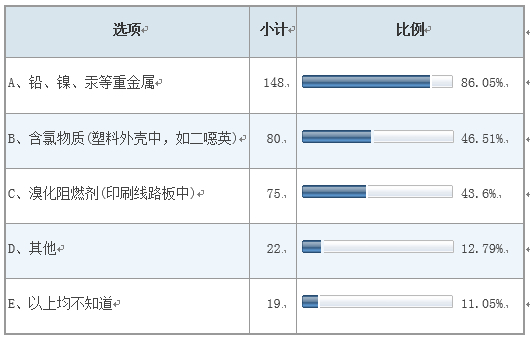 选项 小计 比例
A、铅、镍、汞等重金属 148 86.05%
B、含氯物质(塑料外壳中，如二噁英) 80 46.51%
C、溴化阻燃剂(印刷线路板中) 75 43.6%
D、其他 22 12.79%
E、以上均不知道 19 11.05%